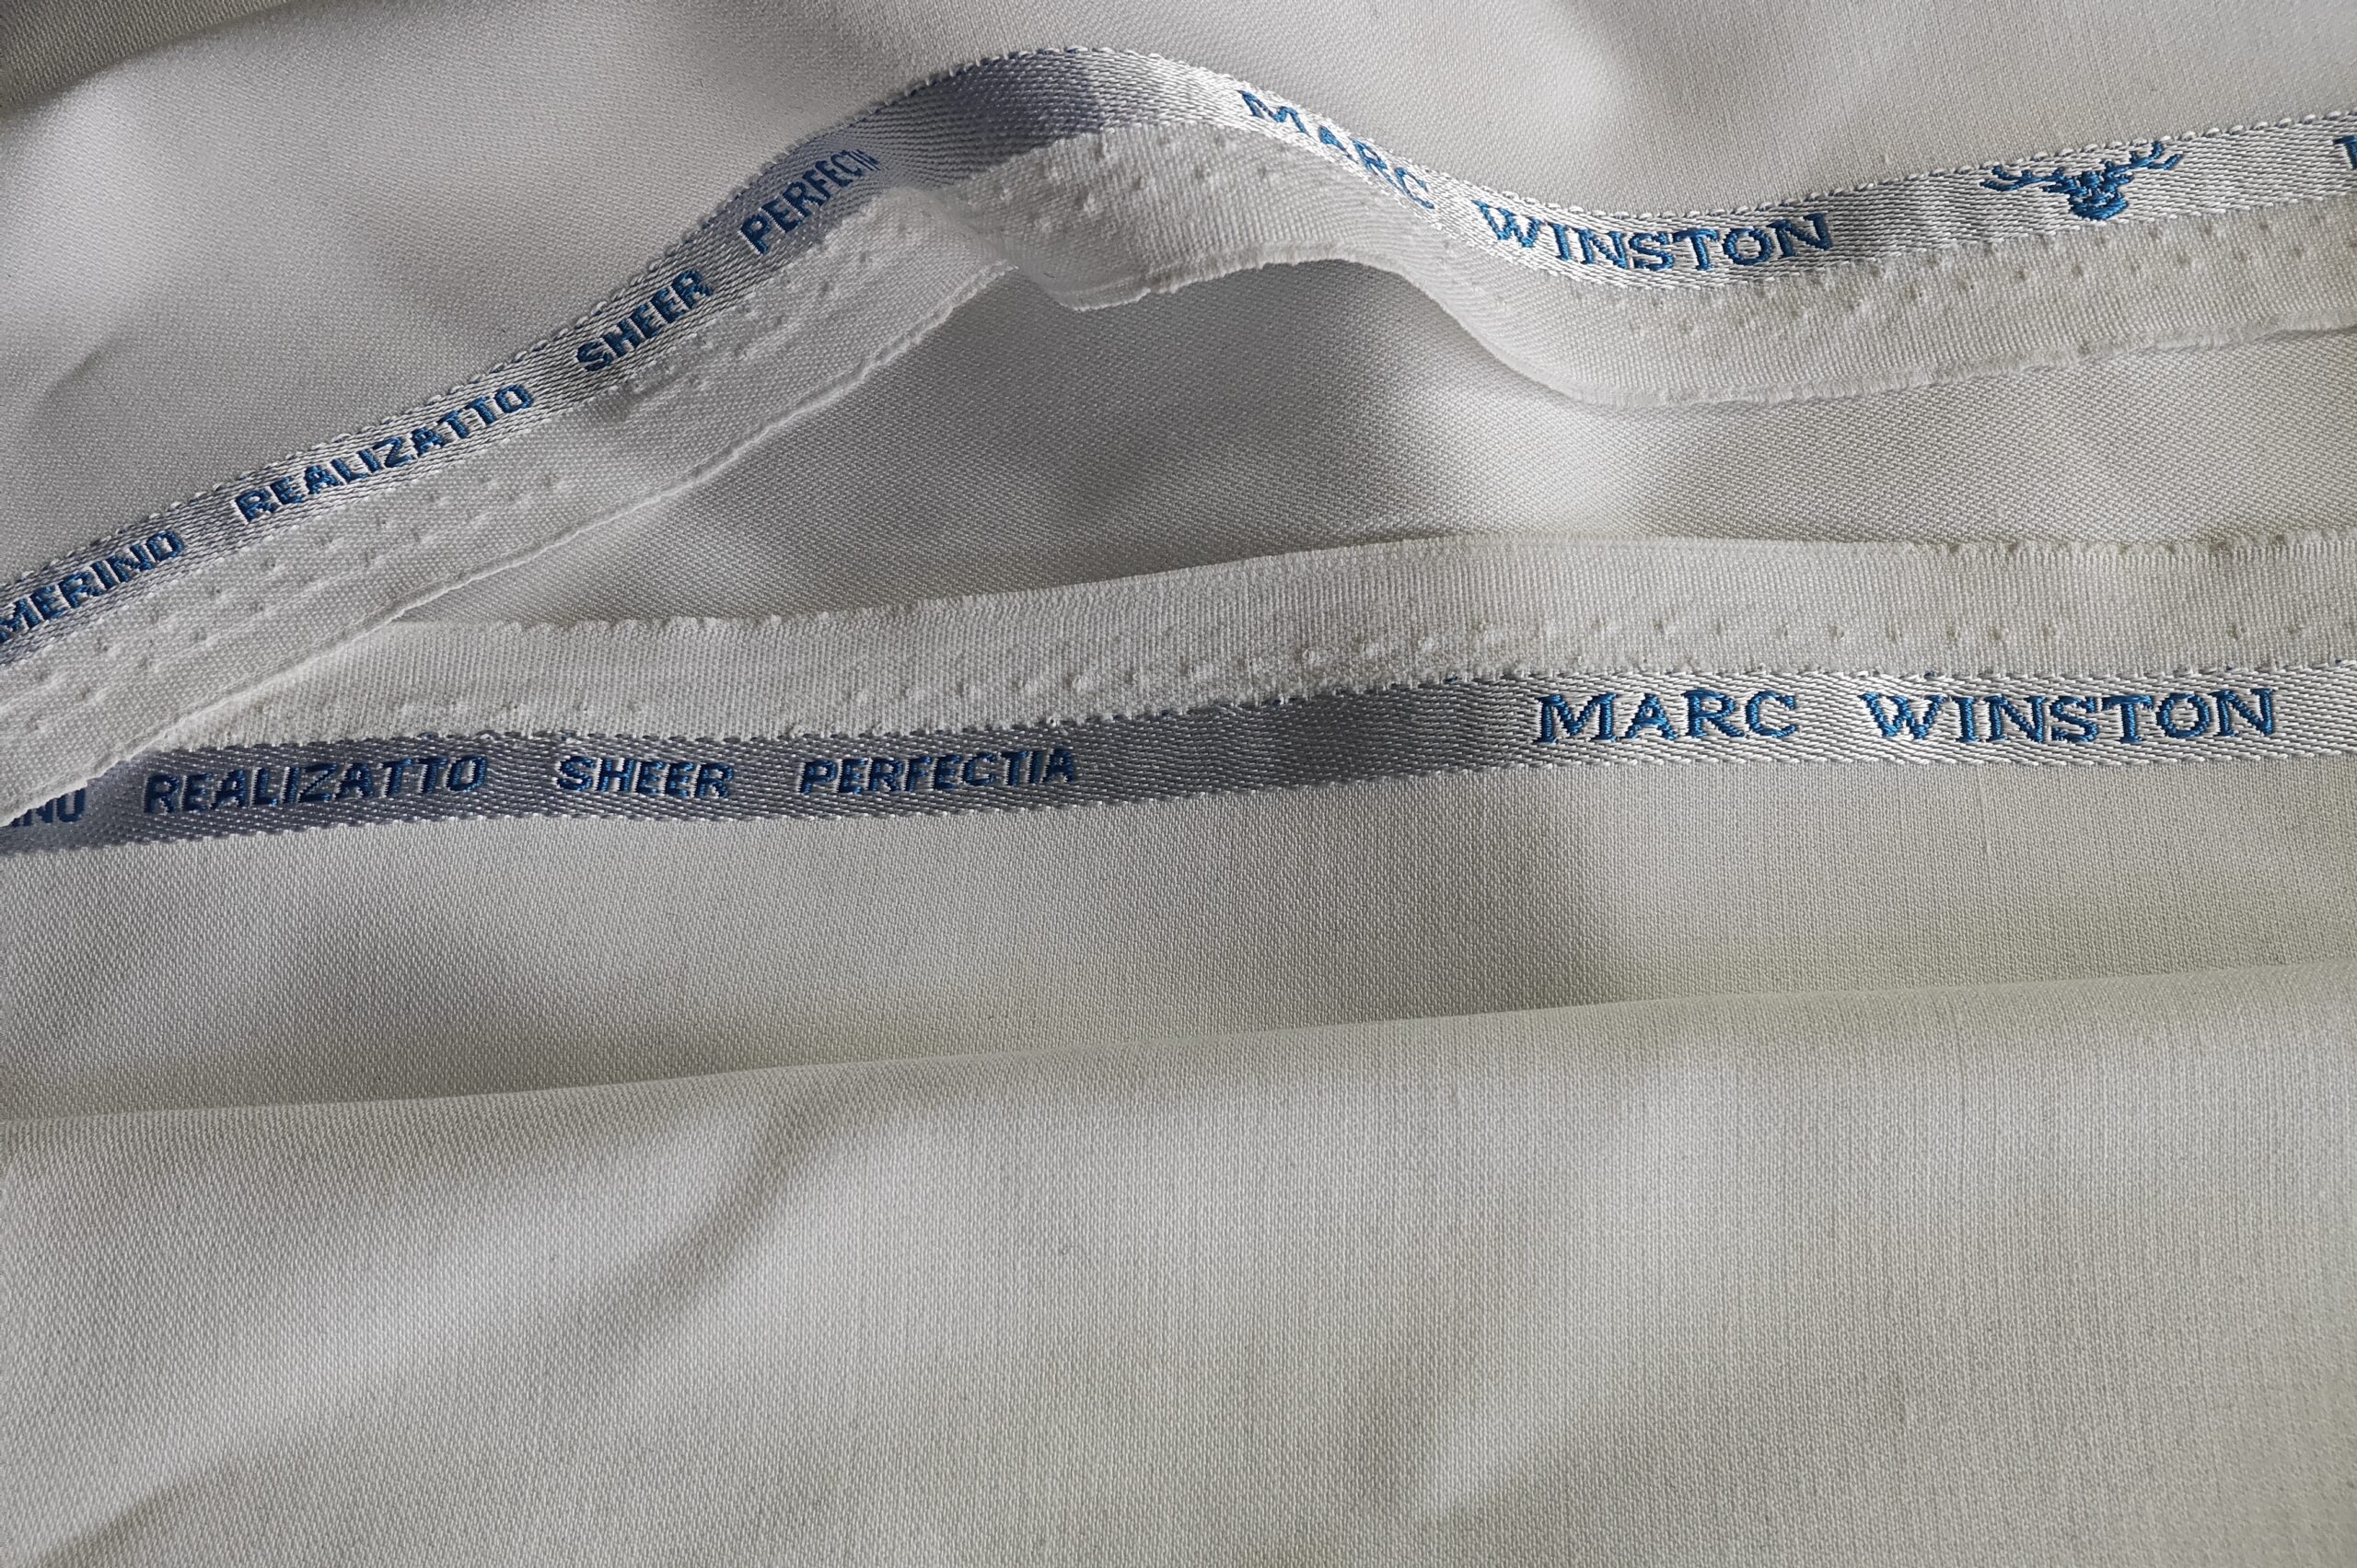 MERINO REALIZATTO SHEER PERFECTIA MARC WINSTON
REALIZATTO SHEER PERFECTIA MARC WINSTON